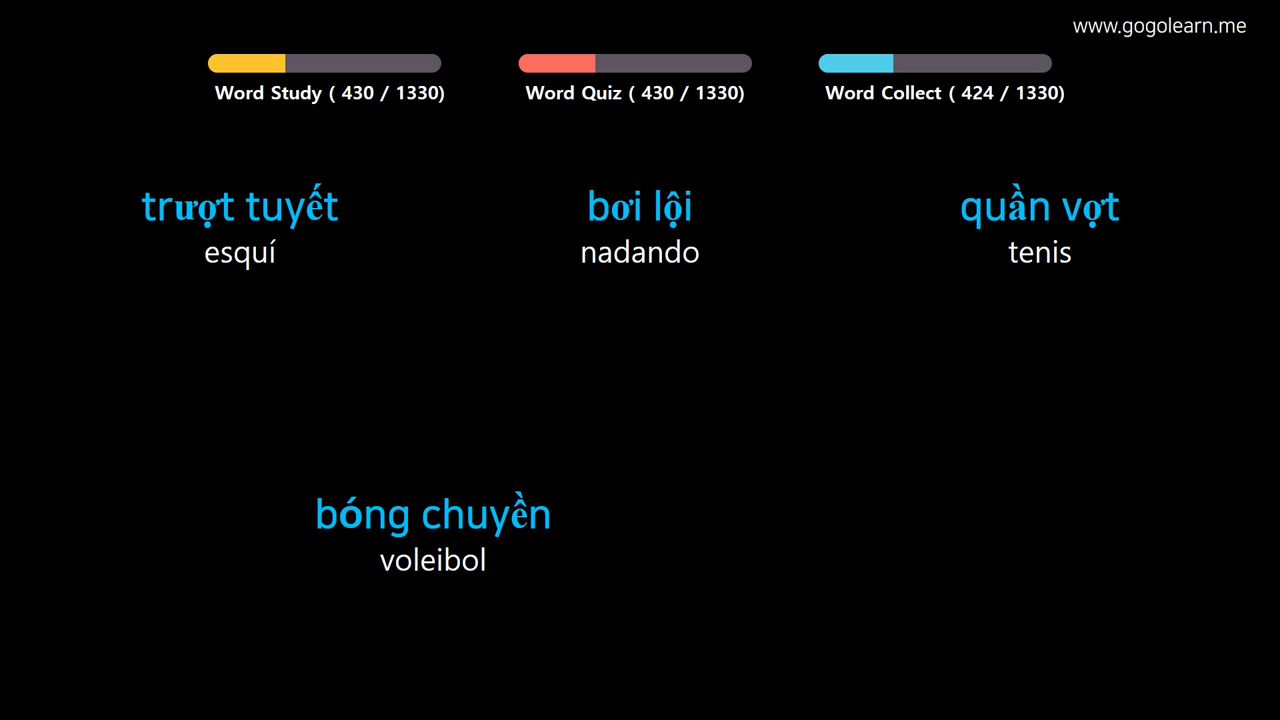 www.gogolearn.me
Word Study ( 430 / 1330)
Word Quiz ( 430 / 1330)
Word Collect ( 424 / 1330)
trượt tuyết
esquí
bơi lội
nadando
quần vợt
tenis
bóng chuyền
voleibol